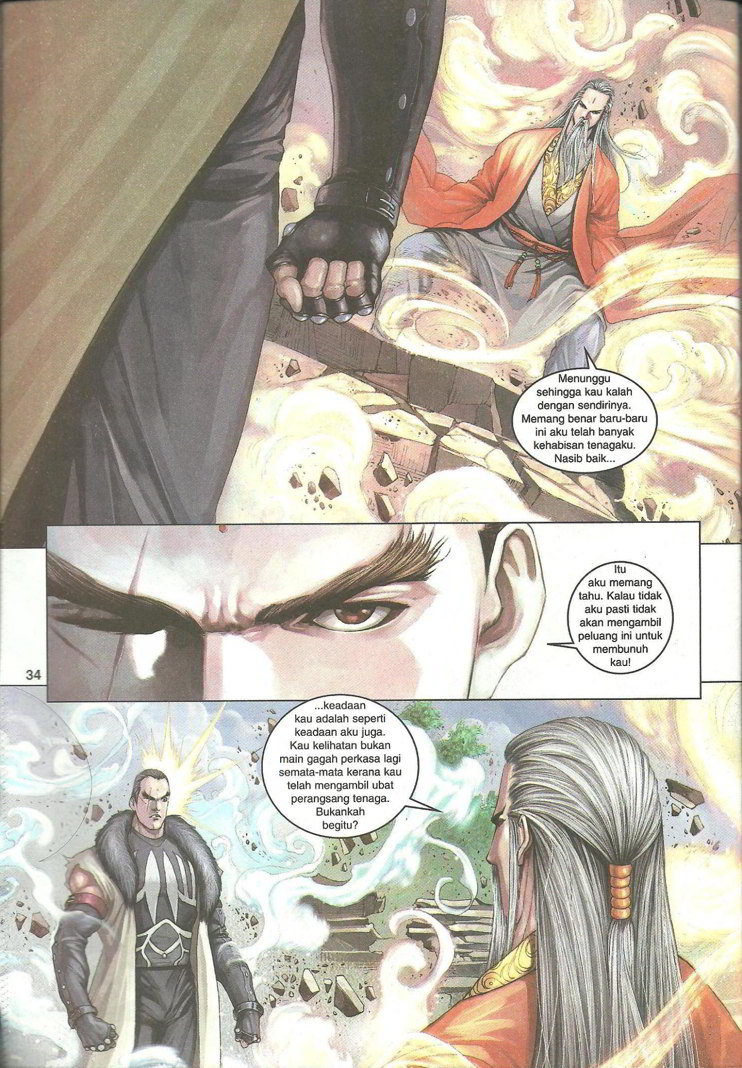 Menunggu
sehingga kau kalah
dengan sendirinya.
Memang benar baru-baru
ini aku telah banyak
kehabisan tenagaku.
Nasib baik...
Itu
aku memang
tahu. Kalau tidak
aku pasti tidak
akan mengambil
peluang ini untuk
membunuh
kau!
34
...keadaan
kau adalah seperti
keadaan aku juga.
Kau kelihatan bukan
main gagah perkasa lagi
semata-mata kerana kau
telah mengambil ubat
perangsang tenaga.
Bukankah
begitu?